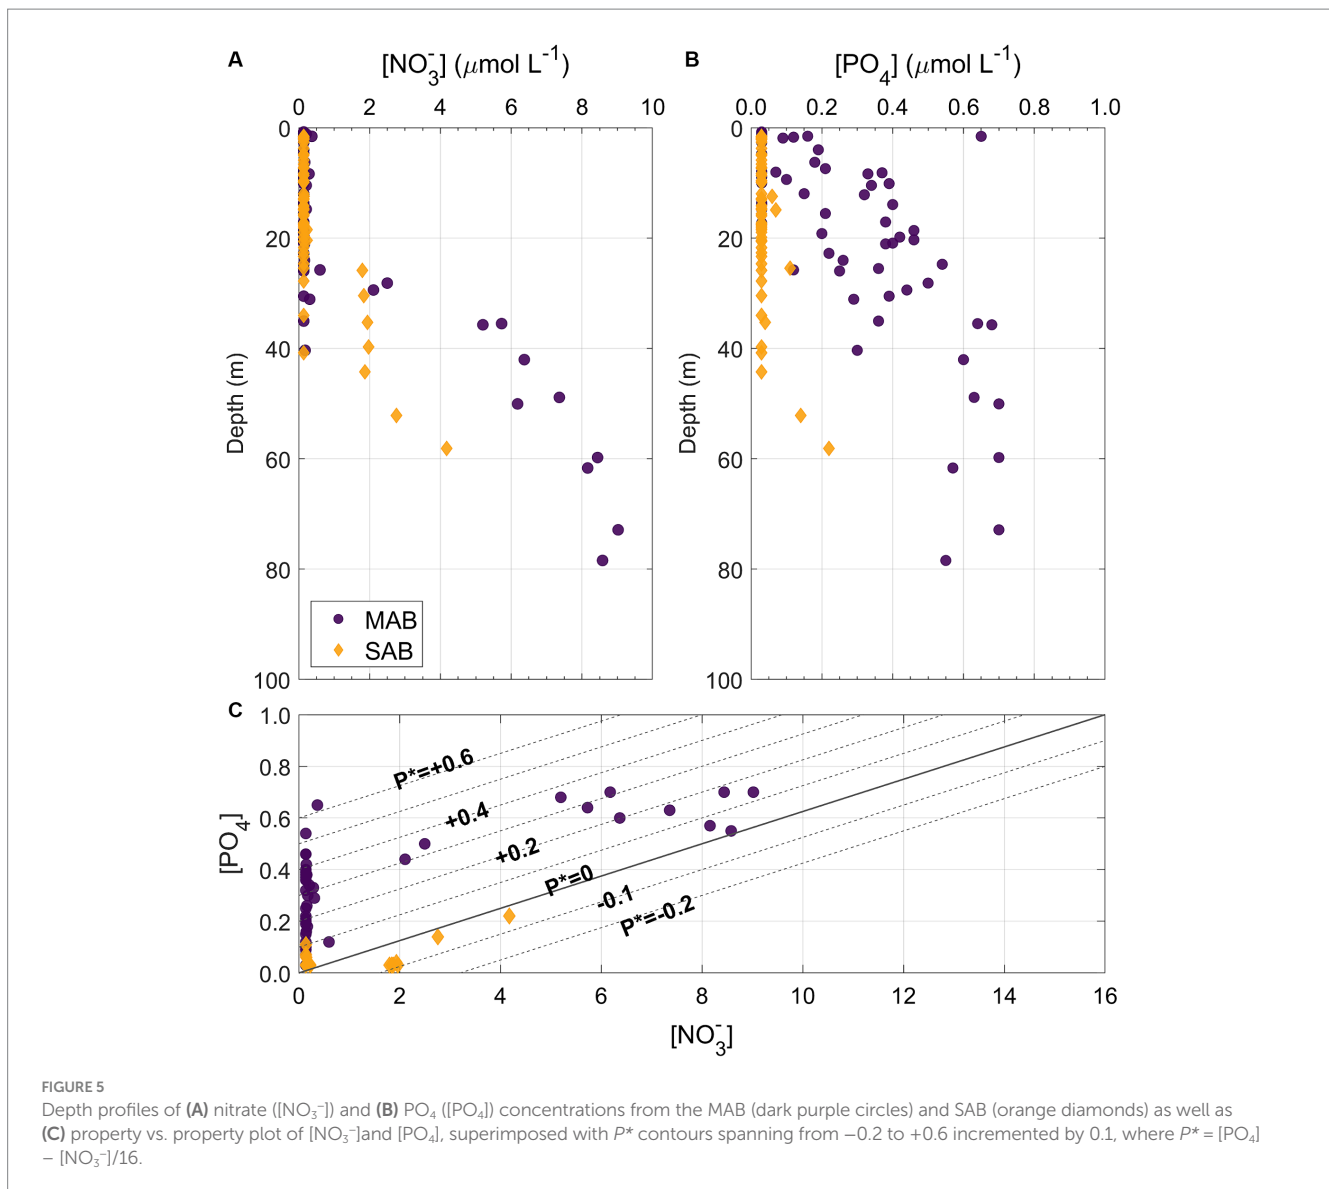 A
[NO₃⁻] (μmol L⁻¹)
0 2 4 6 8 10
0
20
40
60
80
100
Depth (m)
MAB
SAB
B
[PO₄] (μmol L⁻¹)
0.0 0.2 0.4 0.6 0.8 1.0
0
20
40
60
80
100
Depth (m)
C
1.0
0.8
0.6
0.4
0.2
0.0
[PO₄]
P*=+0.6
+0.4
+0.2
P*=0
-0.1
P*=-0.2
0 2 4 6 8 10 12 14 16
[NO₃⁻]
FIGURE 5
Depth profiles of (A) nitrate ([NO₃⁻]) and (B) PO₄ ([PO₄]) concentrations from the MAB (dark purple circles) and SAB (orange diamonds) as well as
(C) property vs. property plot of [NO₃⁻]and [PO₄], superimposed with P* contours spanning from −0.2 to +0.6 incremented by 0.1, where P* = [PO₄]
− [NO₃⁻]/16.